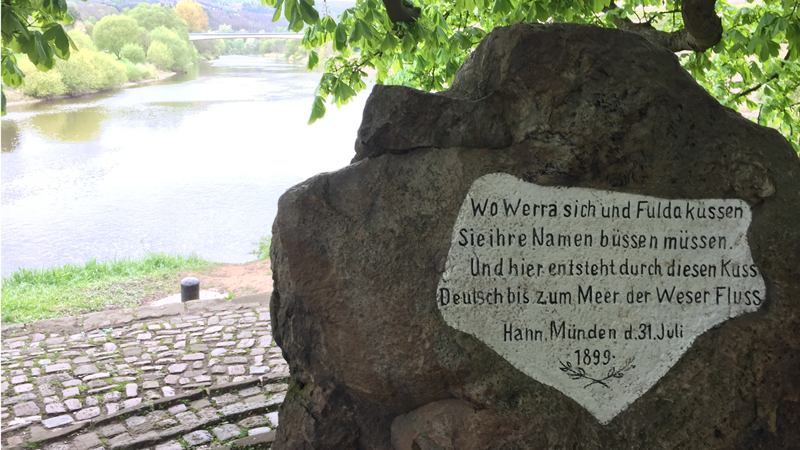 Wo Werra sich und Fulda küssen
Sie ihre Namen büssen müssen.
Und hier entsteht durch diesen Kuss
Deutsch bis zum Meer der Weser Fluss
Hann. Münden d. 31. Juli
1899.